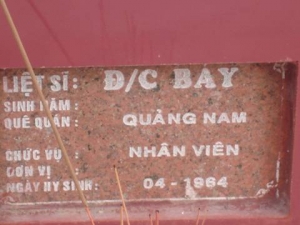 LIỆT SĨ: Đ/C BẢY
SINH NĂM:
QUÊ QUÁN: QUẢNG NAM
CHỨC VỤ: NHÂN VIÊN
ĐƠN VỊ:
NGÀY HY SINH: 04-1964